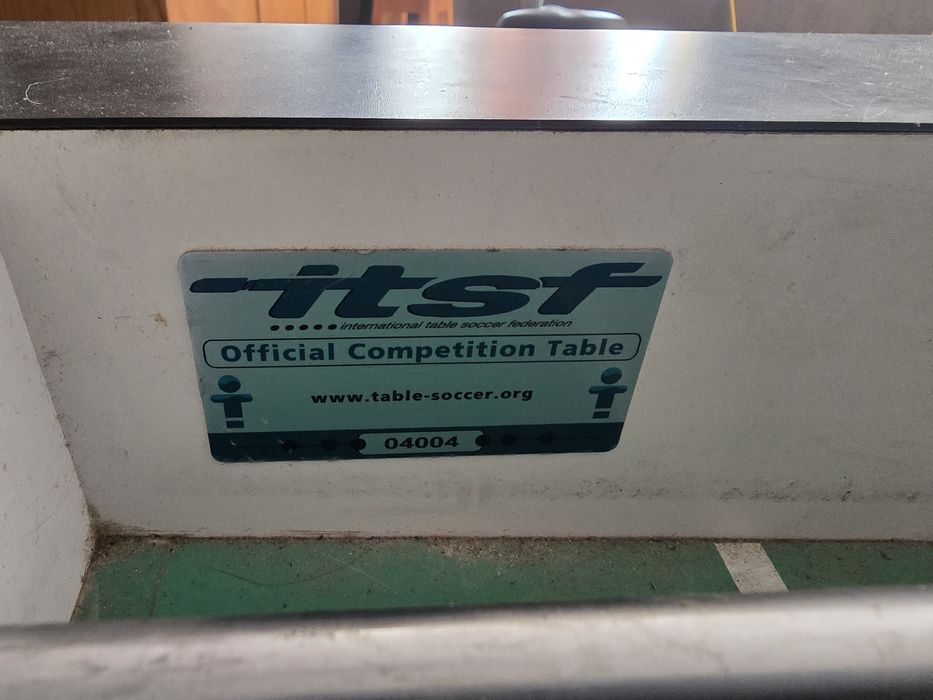 itsf
international table soccer federation
Official Competition Table
www.table-soccer.org
04004